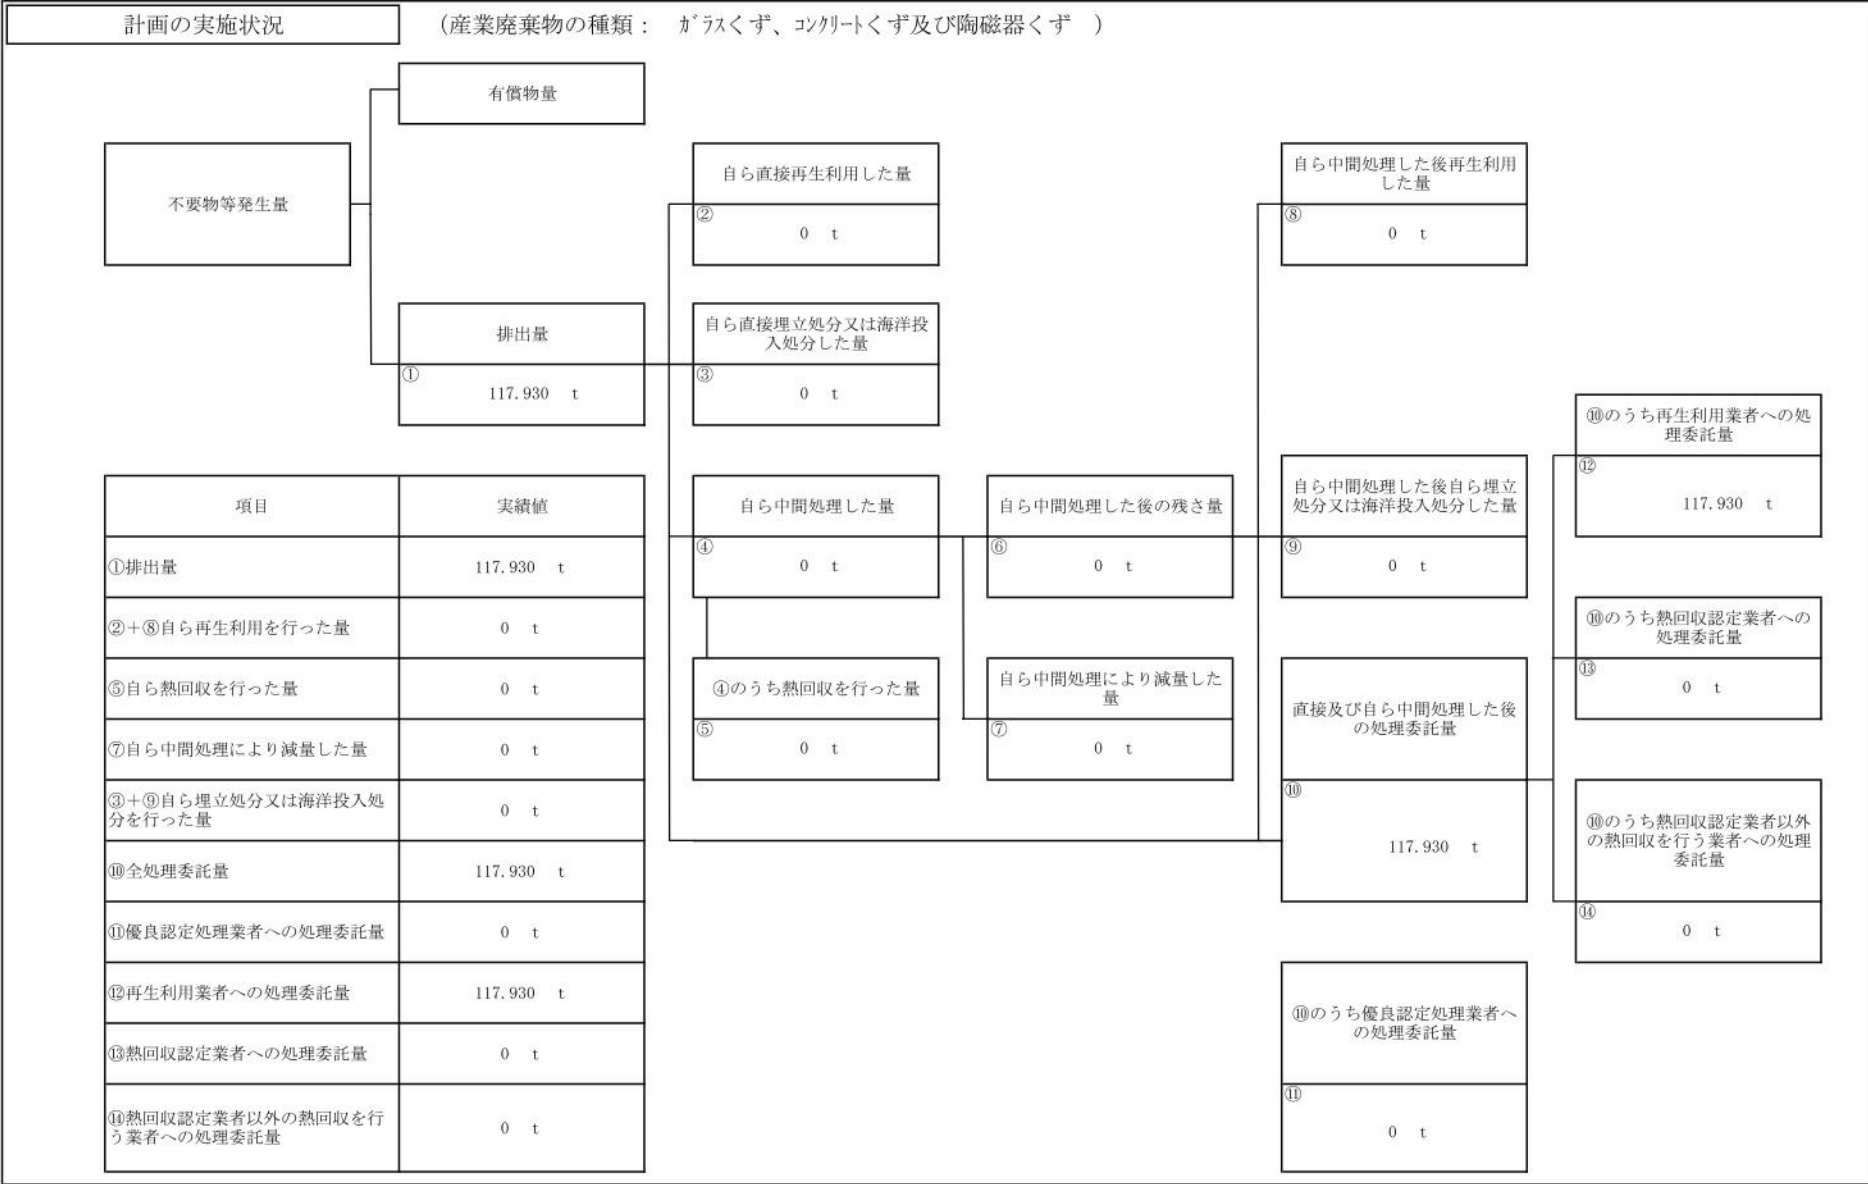 計画の実施状況
（産業廃棄物の種類：　ｶﾞﾗｽくず、ｺﾝｸﾘｰﾄくず及び陶磁器くず　）
有償物量
不要物等発生量
自ら直接再生利用した量
②
0 t
自ら中間処理した後再生利用
した量
⑧
0 t
排出量
①
117.930 t
自ら直接埋立処分又は海洋投
入処分した量
③
0 t
⑩のうち再生利用業者への処
理委託量
⑫
117.930 t
自ら中間処理した量
④
0 t
自ら中間処理した後の残さ量
⑥
0 t
自ら中間処理した後自ら埋立
処分又は海洋投入処分した量
⑨
0 t
⑩のうち熱回収認定業者への
処理委託量
⑬
0 t
④のうち熱回収を行った量
⑤
0 t
自ら中間処理により減量した
量
⑦
0 t
直接及び自ら中間処理した後
の処理委託量
⑩
117.930 t
⑩のうち熱回収認定業者以外
の熱回収を行う業者への処理
委託量
⑭
0 t
⑩のうち優良認定処理業者へ
の処理委託量
⑪
0 t
項目 実績値
①排出量 117.930 t
②＋⑧自ら再生利用を行った量 0 t
⑤自ら熱回収を行った量 0 t
⑦自ら中間処理により減量した量 0 t
③＋⑨自ら埋立処分又は海洋投入処
分を行った量 0 t
⑩全処理委託量 117.930 t
⑪優良認定処理業者への処理委託量 0 t
⑫再生利用業者への処理委託量 117.930 t
⑬熱回収認定業者への処理委託量 0 t
⑭熱回収認定業者以外の熱回収を行
う業者への処理委託量 0 t